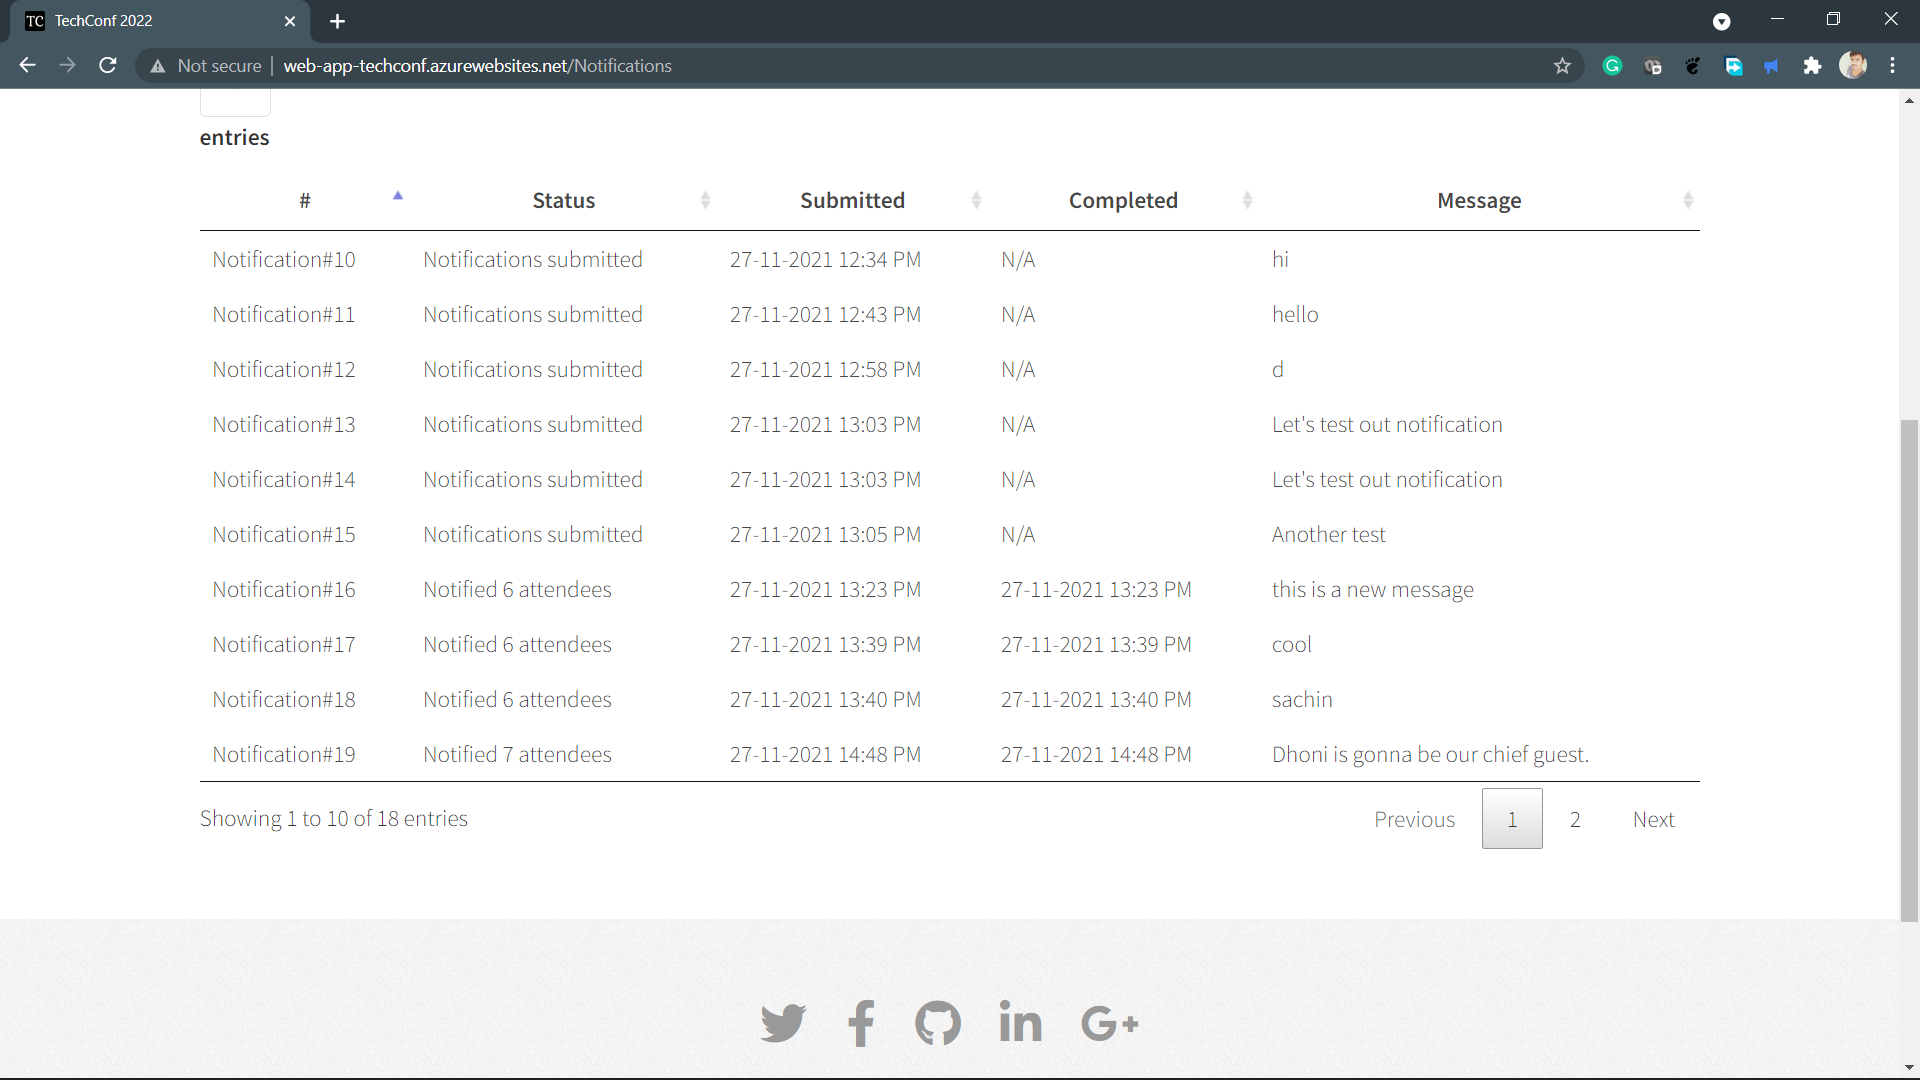 TC TechConf 2022
Not secure | web-app-techconf.azurewebsites.net/Notifications
entries
# Status Submitted Completed Message
Notification#10 Notifications submitted 27-11-2021 12:34 PM N/A hi
Notification#11 Notifications submitted 27-11-2021 12:43 PM N/A hello
Notification#12 Notifications submitted 27-11-2021 12:58 PM N/A d
Notification#13 Notifications submitted 27-11-2021 13:03 PM N/A Let's test out notification
Notification#14 Notifications submitted 27-11-2021 13:03 PM N/A Let's test out notification
Notification#15 Notifications submitted 27-11-2021 13:05 PM N/A Another test
Notification#16 Notified 6 attendees 27-11-2021 13:23 PM 27-11-2021 13:23 PM this is a new message
Notification#17 Notified 6 attendees 27-11-2021 13:39 PM 27-11-2021 13:39 PM cool
Notification#18 Notified 6 attendees 27-11-2021 13:40 PM 27-11-2021 13:40 PM sachin
Notification#19 Notified 7 attendees 27-11-2021 14:48 PM 27-11-2021 14:48 PM Dhoni is gonna be our chief guest.
Showing 1 to 10 of 18 entries Previous 1 2 Next